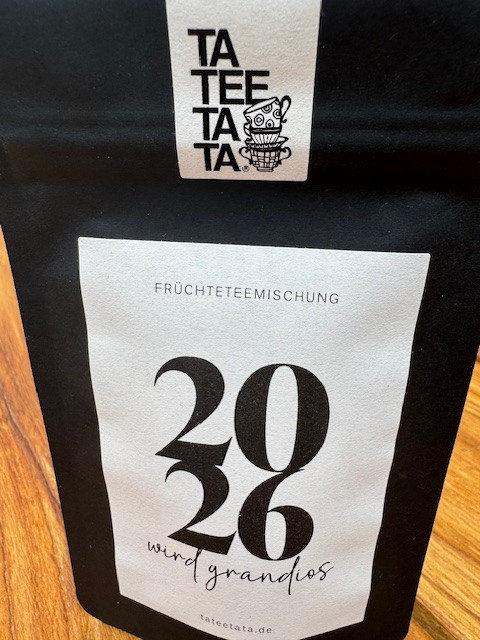 TA
TEE
TA
TA®
FRÜCHTETEEMISCHUNG
20
26
wird grandios
tateetata.de